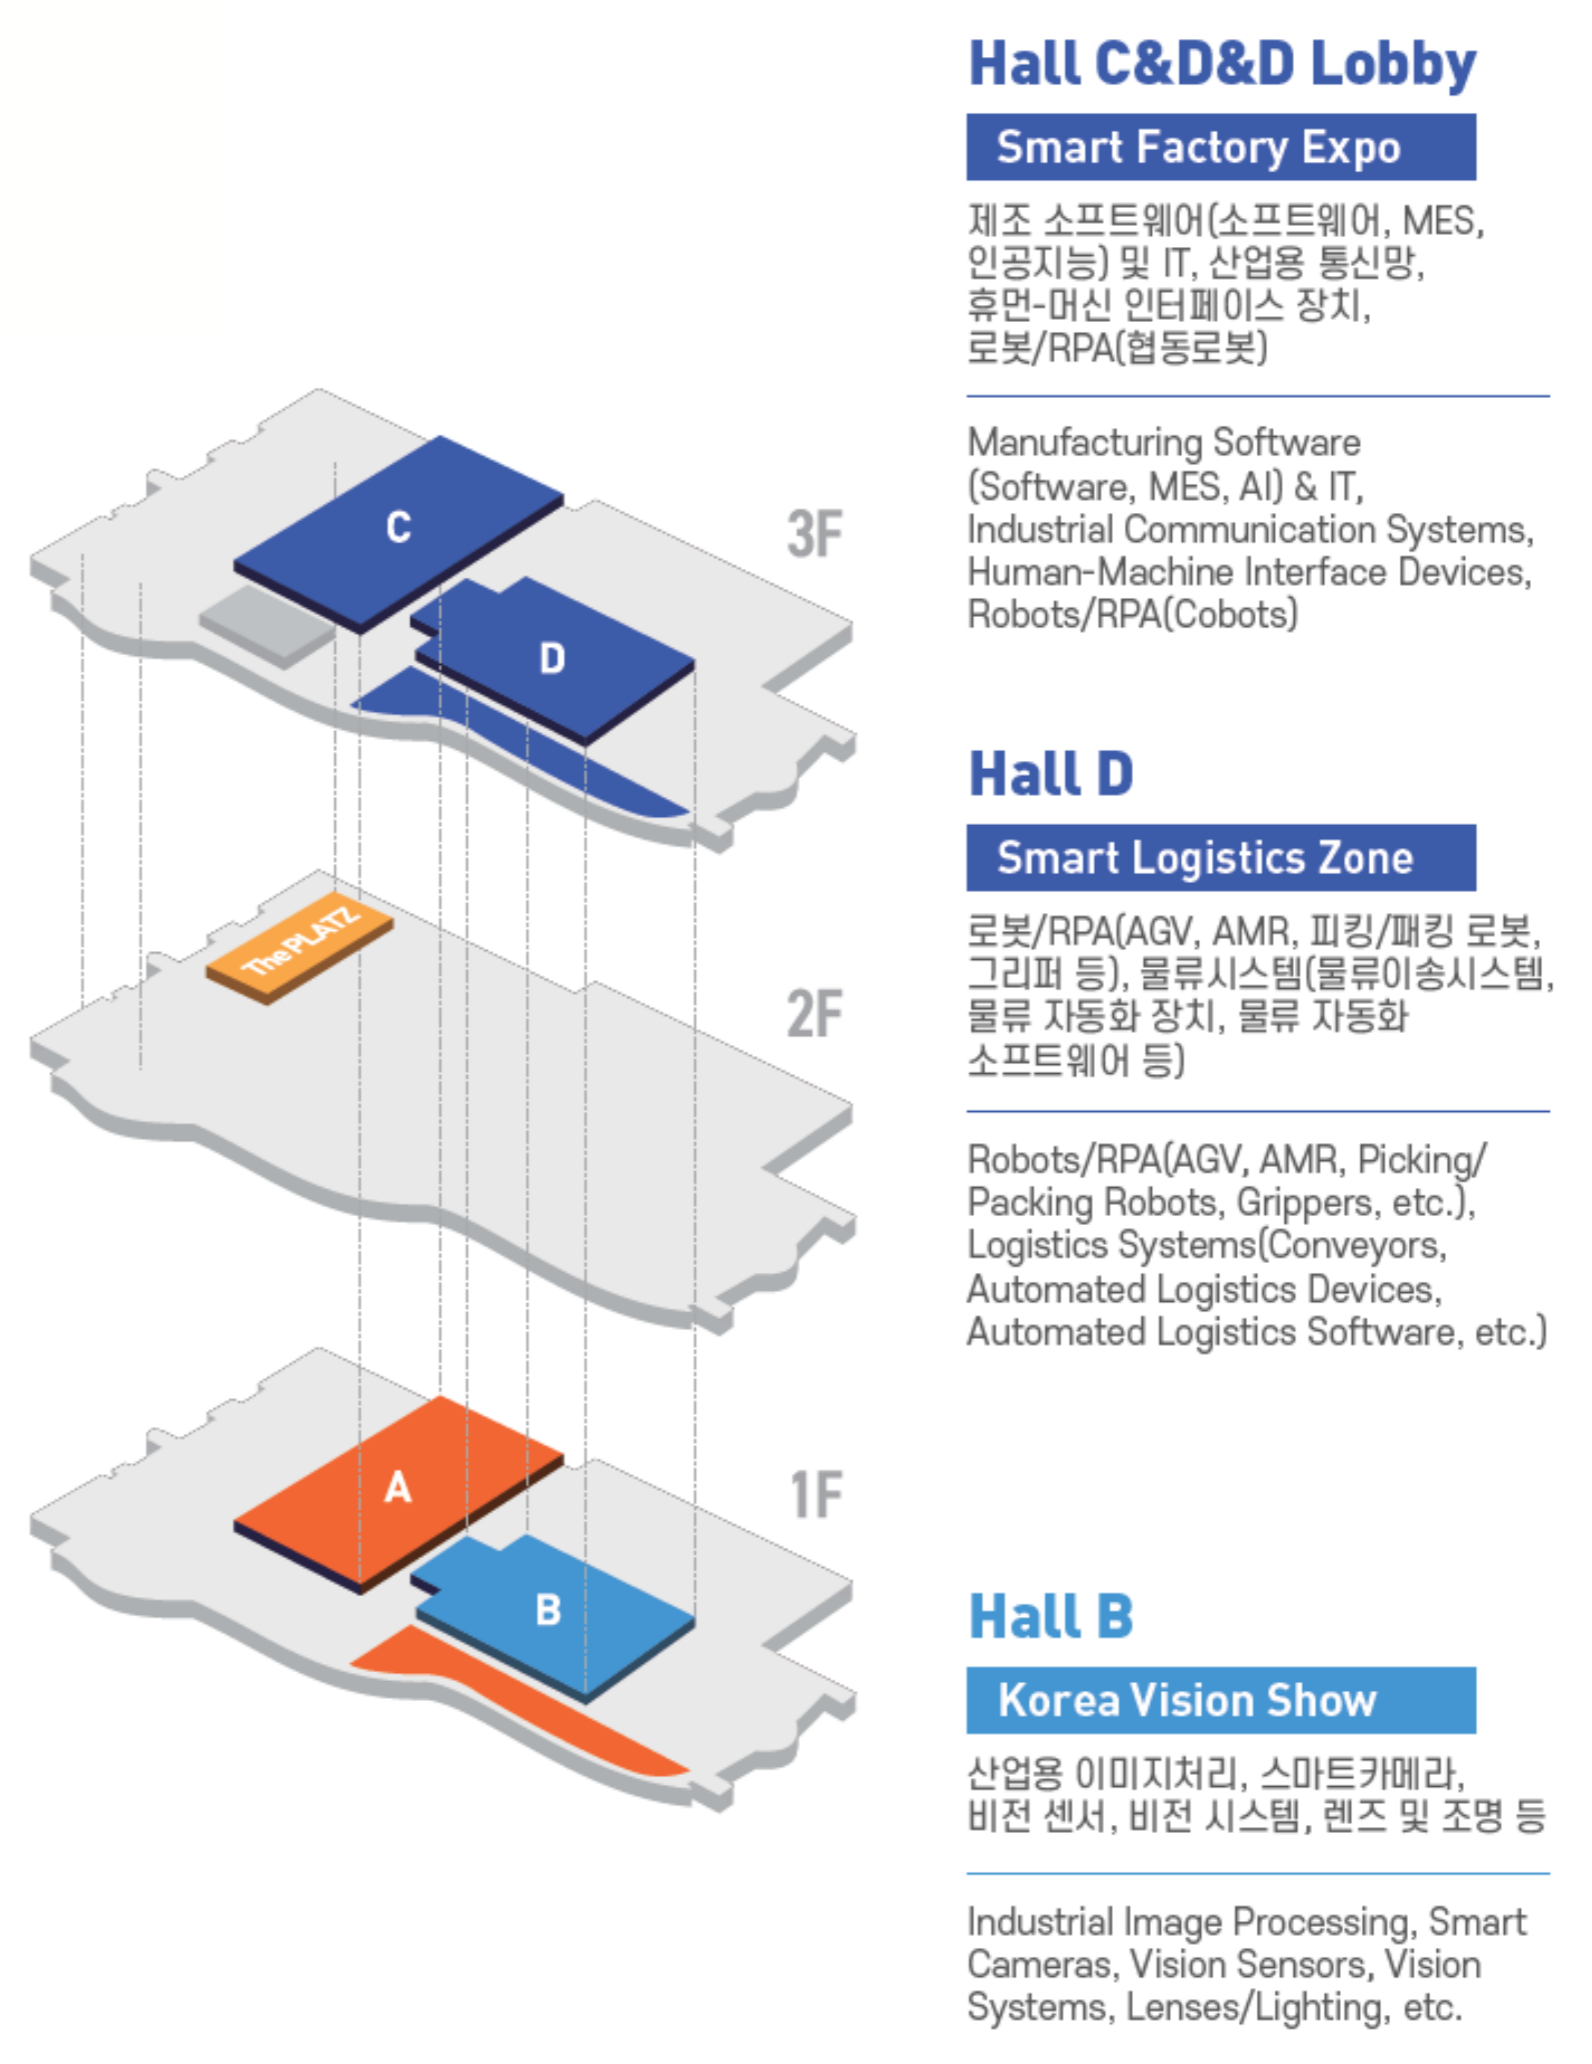 Hall C&D&D Lobby
Smart Factory Expo
제조 소프트웨어(소프트웨어, MES,
인공지능) 및 IT, 산업용 통신망,
휴먼-머신 인터페이스 장치,
로봇/RPA(협동로봇)
Manufacturing Software
(Software, MES, AI) & IT,
Industrial Communication Systems,
Human-Machine Interface Devices,
Robots/RPA(Cobots)
C
3F
D
Hall D
Smart Logistics Zone
로봇/RPA(AGV, AMR, 피킹/패킹 로봇,
그리퍼 등), 물류시스템(물류이송시스템,
물류 자동화 장치, 물류 자동화
소프트웨어 등)
Robots/RPA(AGV, AMR, Picking/
Packing Robots, Grippers, etc.),
Logistics Systems(Conveyors,
Automated Logistics Devices,
Automated Logistics Software, etc.)
ThePLATZ
2F
A
1F
B
Hall B
Korea Vision Show
산업용 이미지처리, 스마트카메라,
비전 센서, 비전 시스템, 렌즈 및 조명 등
Industrial Image Processing, Smart
Cameras, Vision Sensors, Vision
Systems, Lenses/Lighting, etc.